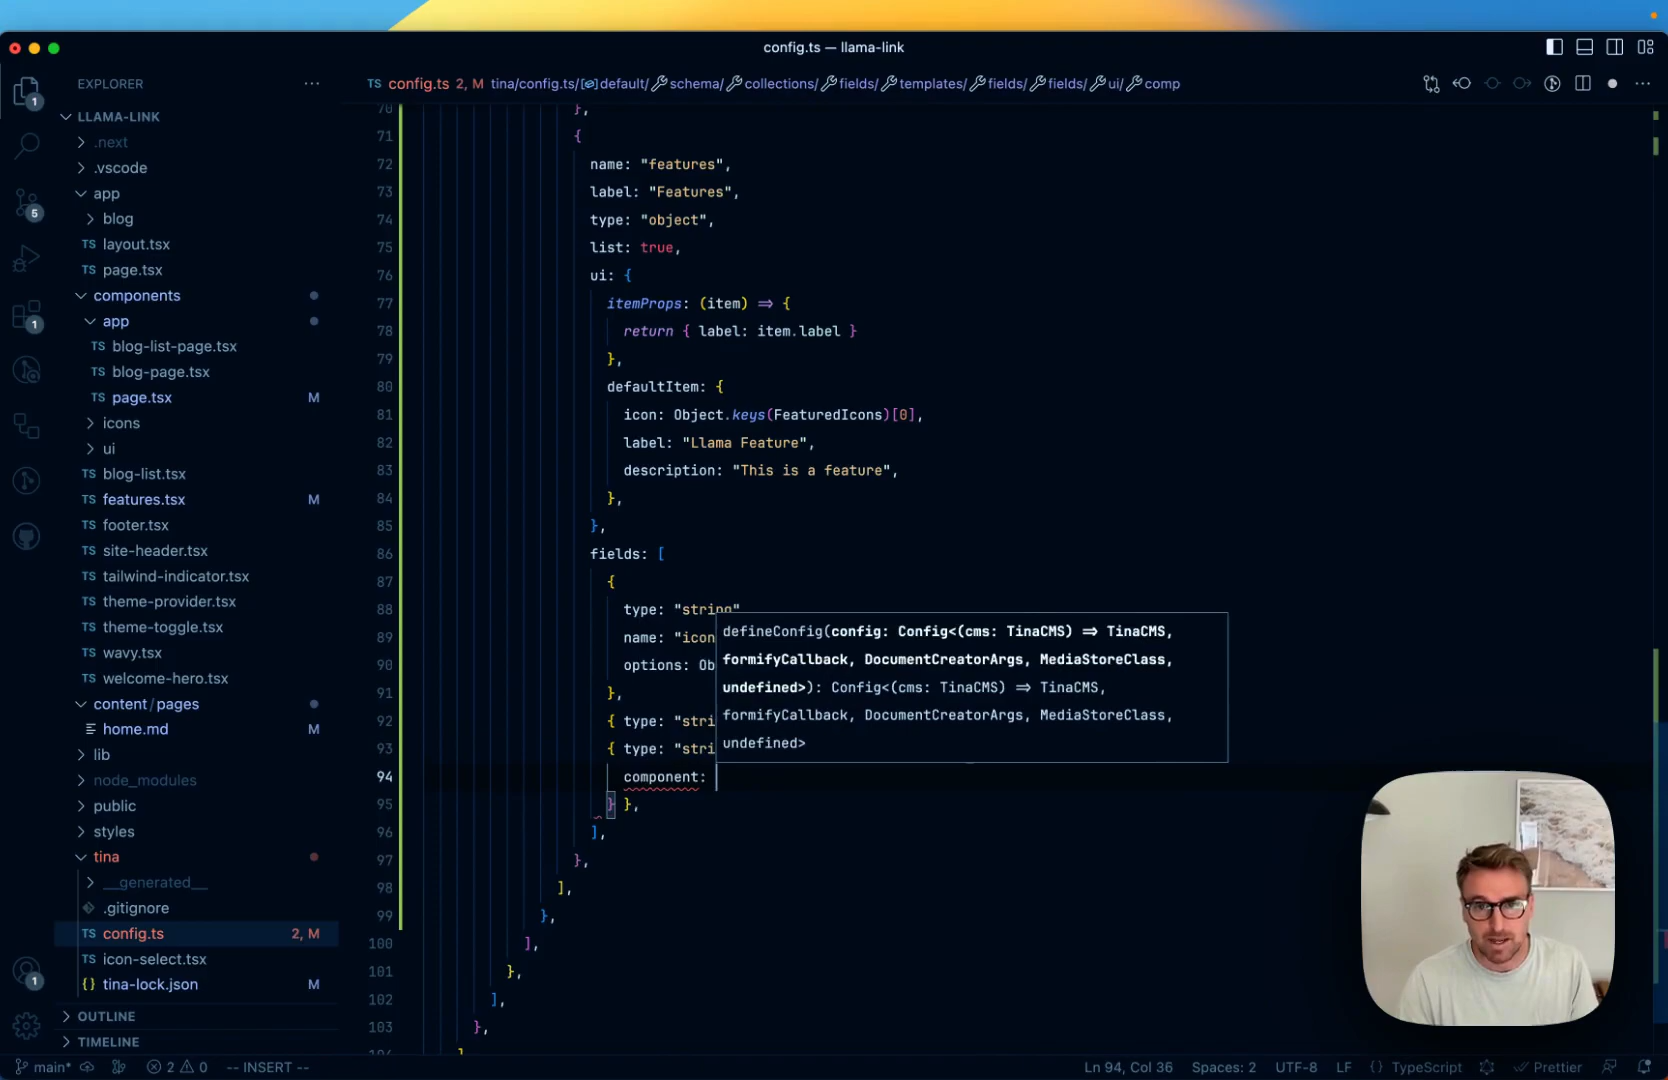 config.ts — llama-link
EXPLORER
TS config.ts 2, M tina/config.ts/ default/ schema/ collections/ fields/ templates/ fields/ fields/ ui/ comp
LLAMA-LINK
.next
.vscode
app
blog
TS layout.tsx
TS page.tsx
components
app
TS blog-list-page.tsx
TS blog-page.tsx
TS page.tsx M
icons
ui
TS blog-list.tsx
TS features.tsx M
TS footer.tsx
TS site-header.tsx
TS tailwind-indicator.tsx
TS theme-provider.tsx
TS theme-toggle.tsx
TS wavy.tsx
TS welcome-hero.tsx
content/pages
home.md M
lib
node_modules
public
styles
tina
__generated__
.gitignore
TS config.ts 2, M
TS icon-select.tsx
{} tina-lock.json M
OUTLINE
TIMELINE
1
5
1
1
70 },
71 {
72 name: "features",
73 label: "Features",
74 type: "object",
75 list: true,
76 ui: {
77 itemProps: (item) ⇒ {
78 return { label: item.label }
79 },
80 defaultItem: {
81 icon: Object.keys(FeaturedIcons)[0],
82 label: "Llama Feature",
83 description: "This is a feature",
84 },
85 },
86 fields: [
87 {
88 type: "string"
89 name: "icon
90 options: Ob
91 },
92 { type: "stri
93 { type: "stri
94 component:
95 } },
96 ],
97 },
98 ],
99 },
100 ],
101 },
102 ],
103 },
104 ]
defineConfig(config: Config<(cms: TinaCMS) ⇒ TinaCMS,
formifyCallback, DocumentCreatorArgs, MediaStoreClass,
undefined>): Config<(cms: TinaCMS) ⇒ TinaCMS,
formifyCallback, DocumentCreatorArgs, MediaStoreClass,
undefined>
main* 2 0 -- INSERT -- Ln 94, Col 36 Spaces: 2 UTF-8 LF {} TypeScript Prettier